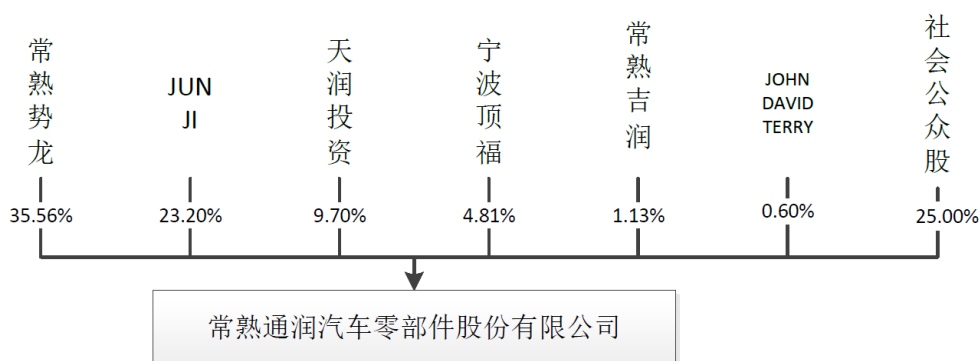 常熟势龙
JUN
JI
天润投资
宁波顶福
常熟吉润
JOHN
DAVID
TERRY
社会公众股
35.56%
23.20%
9.70%
4.81%
1.13%
0.60%
25.00%
常熟通润汽车零部件股份有限公司